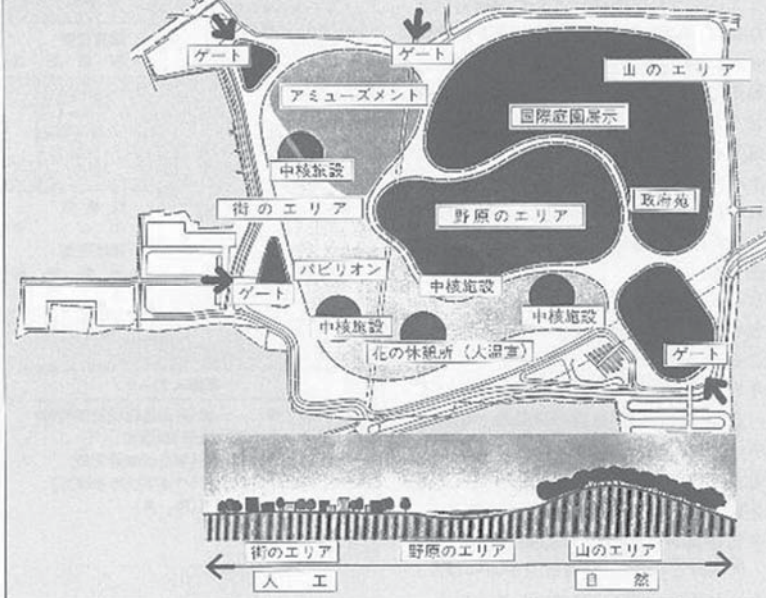 ゲート
ゲート
山のエリア
アミューズメント
国際庭園展示
中核施設
政府苑
街のエリア
野原のエリア
パビリオン
中核施設
ゲート
中核施設
中核施設
花の休憩所（大温室）
ゲート
街のエリア
野原のエリア
山のエリア
人工
自然